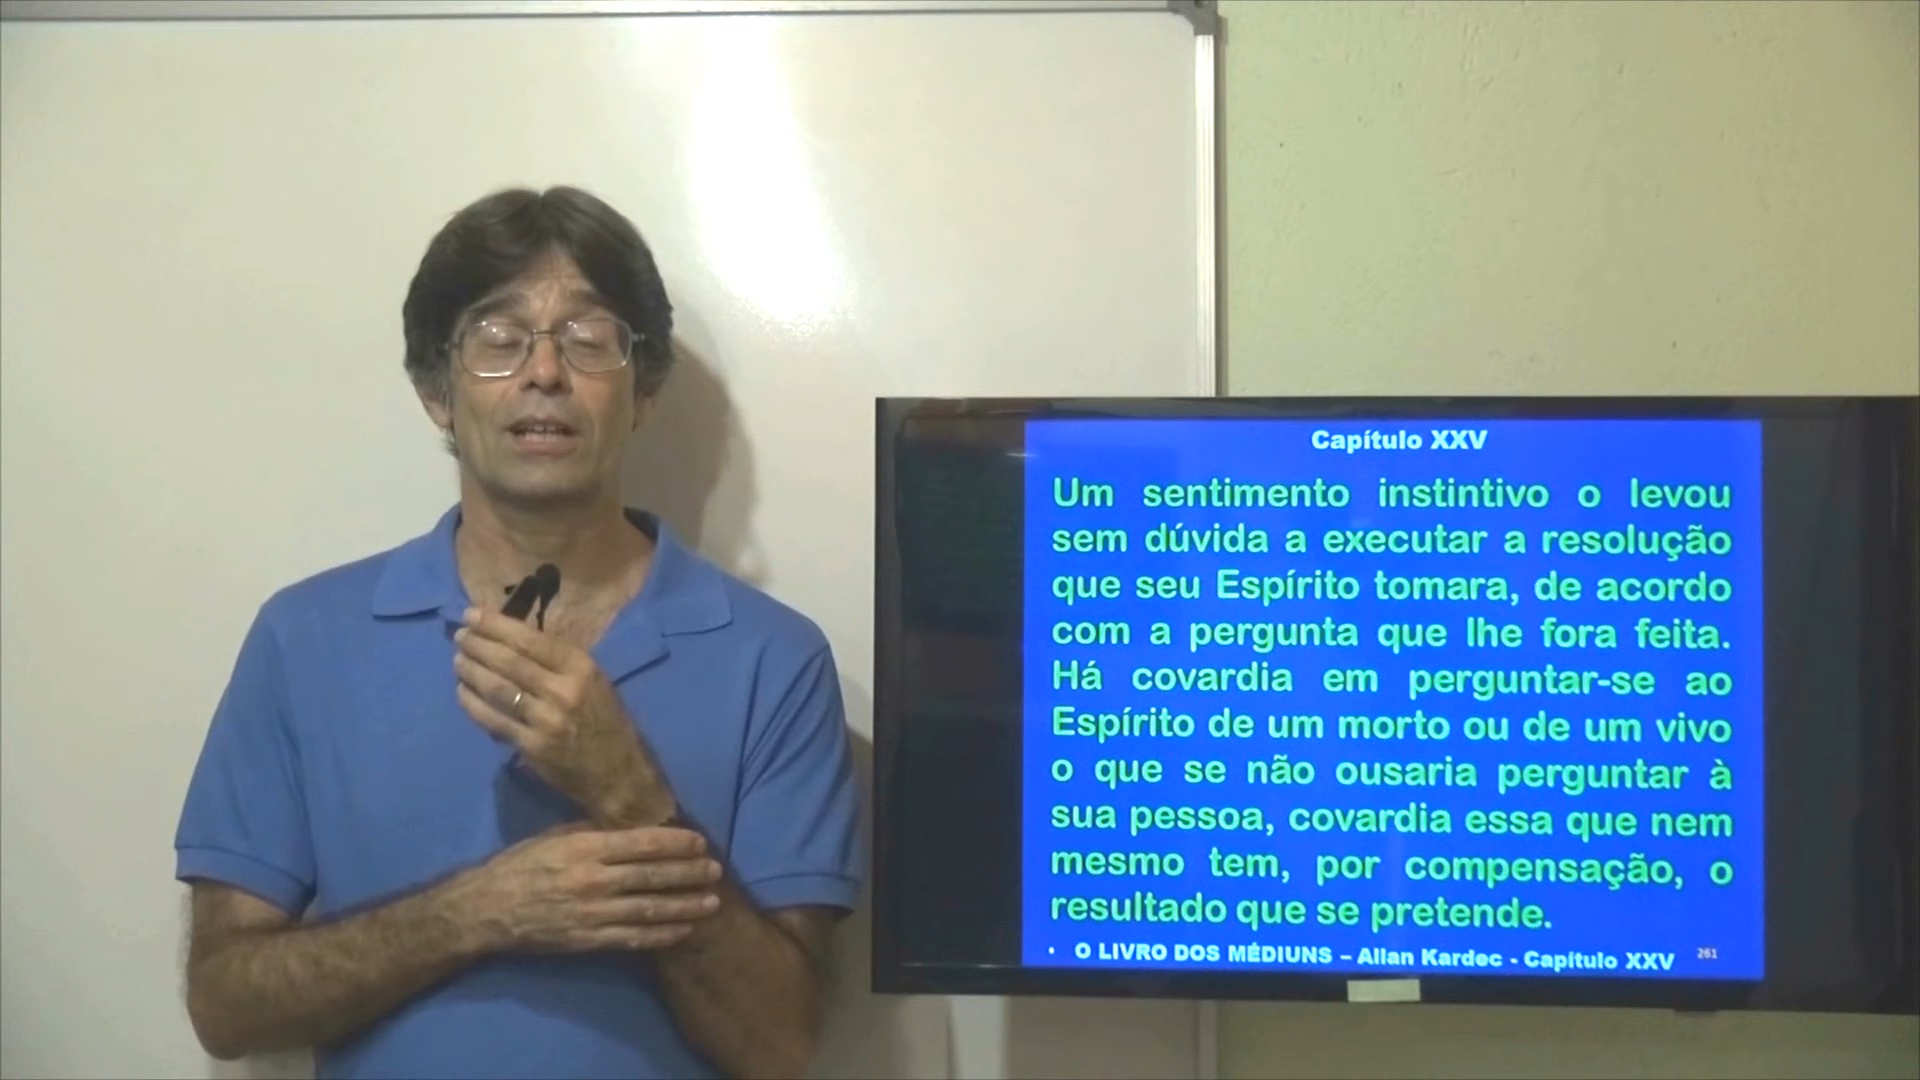 Capítulo XXV
Um sentimento instintivo o levou
sem dúvida a executar a resolução
que seu Espírito tomara, de acordo
com a pergunta que lhe fora feita.
Há covardia em perguntar-se ao
Espírito de um morto ou de um vivo
o que se não ousaria perguntar à
sua pessoa, covardia essa que nem
mesmo tem, por compensação, o
resultado que se pretende.
• O LIVRO DOS MÉDIUNS – Allan Kardec - Capítulo XXV 261